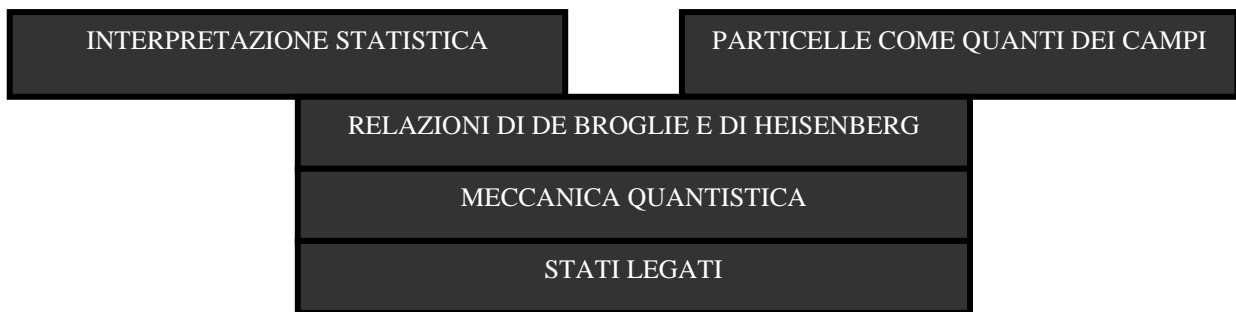 INTERPRETAZIONE STATISTICA
PARTICELLE COME QUANTI DEI CAMPI
RELAZIONI DI DE BROGLIE E DI HEISENBERG
MECCANICA QUANTISTICA
STATI LEGATI